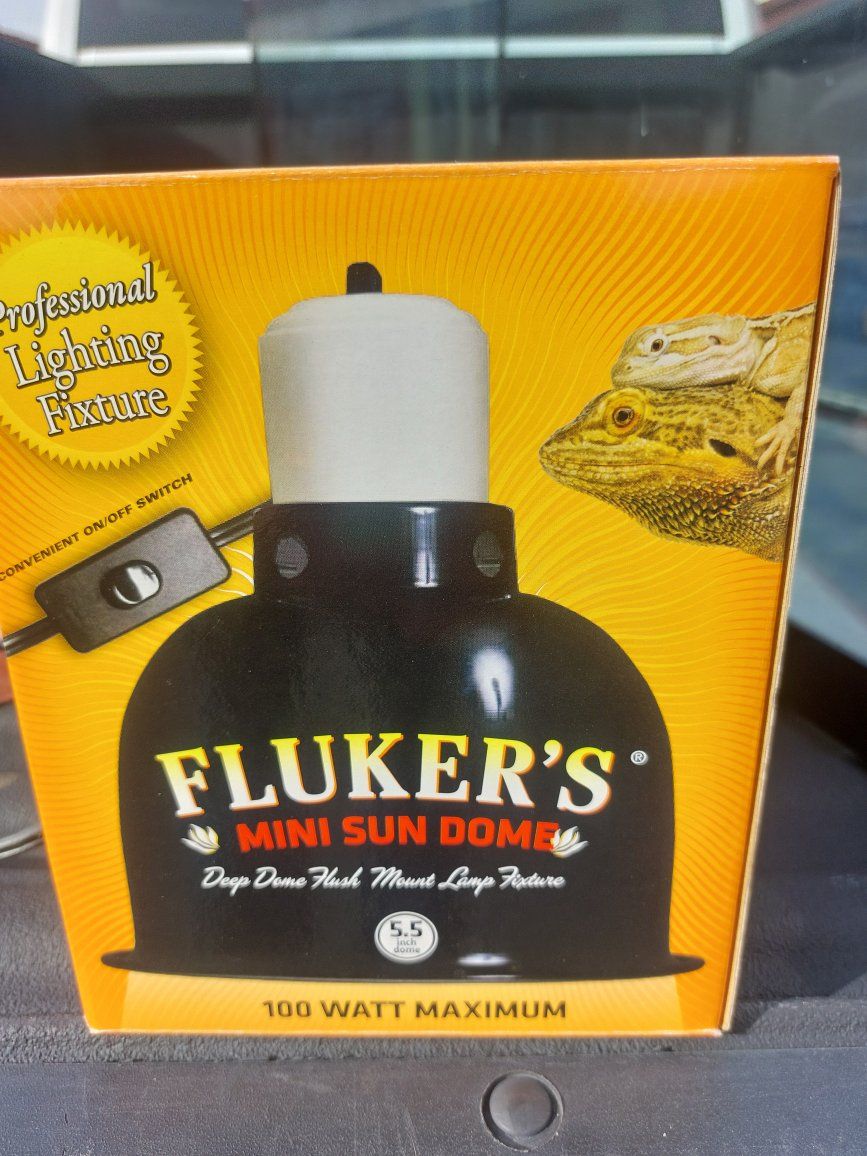 Professional
Lighting
Fixture
CONVENIENT ON/OFF SWITCH
FLUKER'S®
MINI SUN DOME
Deep Dome Flush Mount Lamp Fixture
5.5
inch
dome
100 WATT MAXIMUM